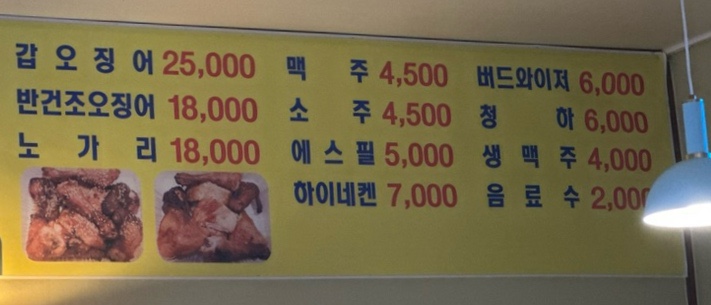 갑오징어 25,000 맥주 4,500 버드와이저 6,000
반건조오징어 18,000 소주 4,500 청하 6,000
노가리 18,000 에스필 5,000 생맥주 4,000
하이네켄 7,000 음료수 2,000